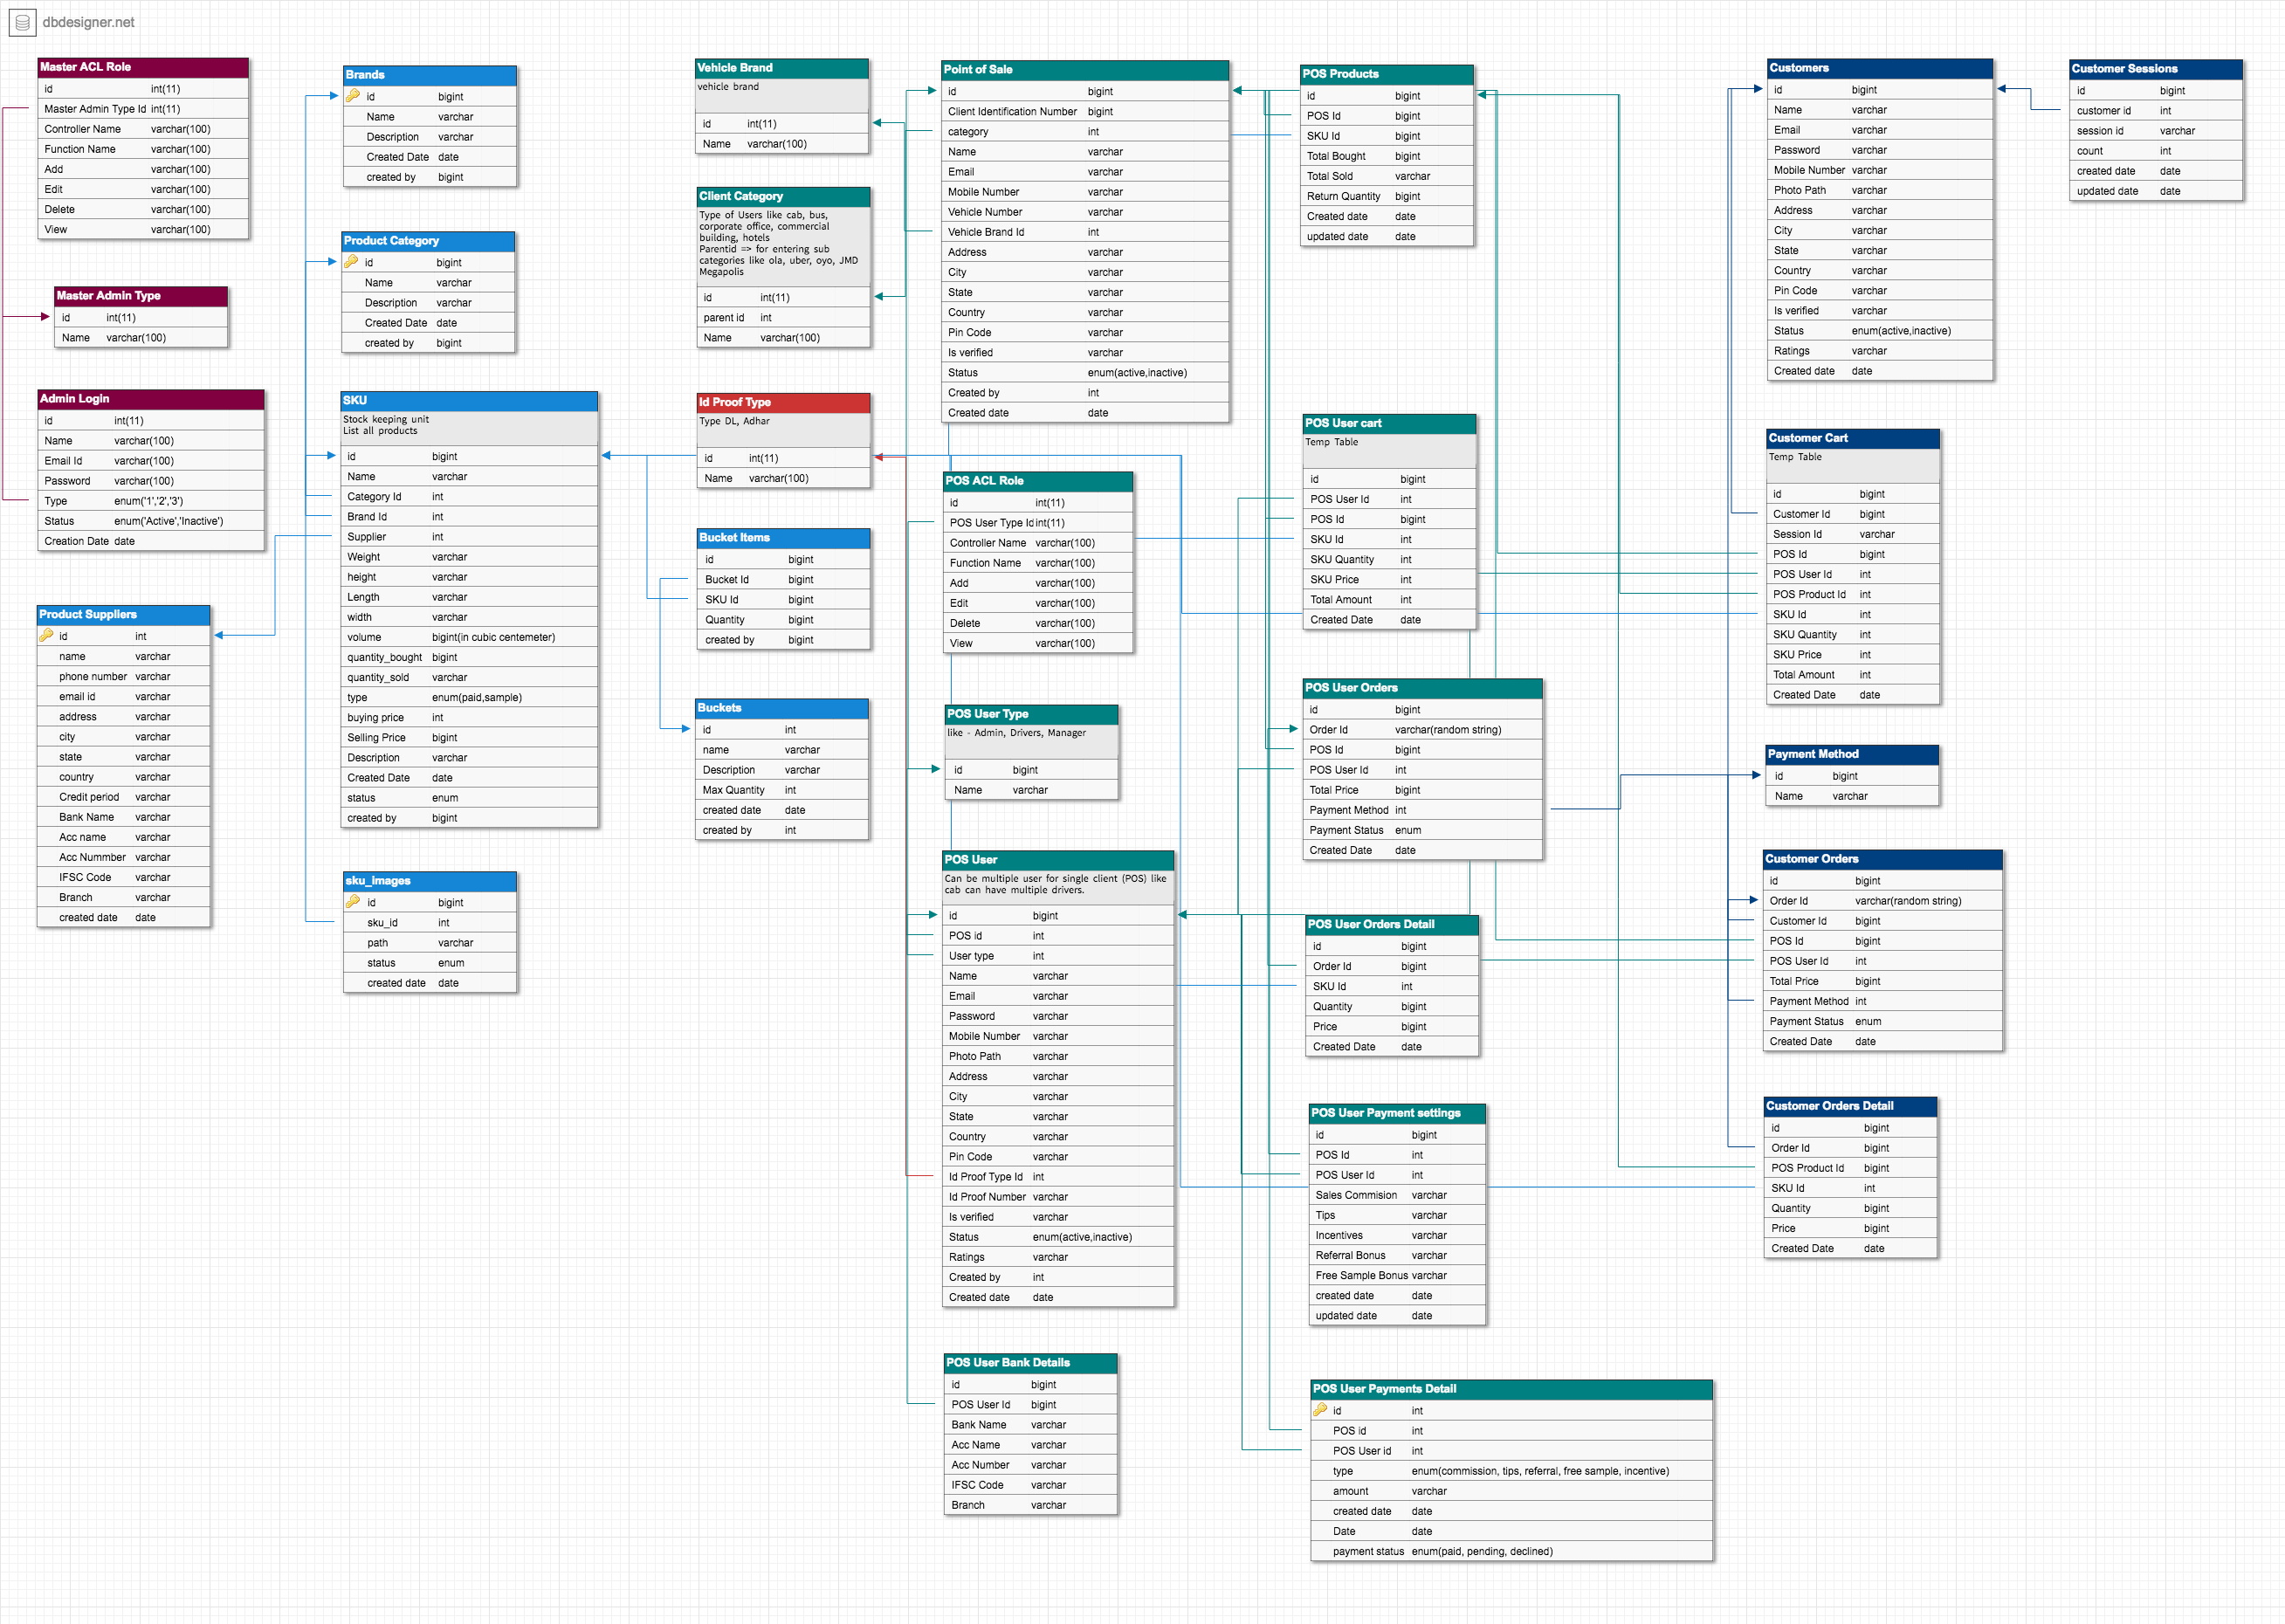 dbdesigner.net
Master ACL Role
id int(11)
Master Admin Type Id int(11)
Controller Name varchar(100)
Function Name varchar(100)
Add varchar(100)
Edit varchar(100)
Delete varchar(100)
View varchar(100)
Master Admin Type
id int(11)
Name varchar(100)
Admin Login
id int(11)
Name varchar(100)
Email Id varchar(100)
Password varchar(100)
Type enum('1','2','3')
Status enum('Active','Inactive')
Creation Date date
Product Suppliers
id int
name varchar
phone number varchar
email id varchar
address varchar
city varchar
state varchar
country varchar
Credit period varchar
Bank Name varchar
Acc name varchar
Acc Nummber varchar
IFSC Code varchar
Branch varchar
created date date
Brands
id bigint
Name varchar
Description varchar
Created Date date
created by bigint
Product Category
id bigint
Name varchar
Description varchar
Created Date date
created by bigint
SKU
Stock keeping unit
List all products
id bigint
Name varchar
Category Id int
Brand Id int
Supplier int
Weight varchar
height varchar
Length varchar
width varchar
volume bigint(in cubic centemeter)
quantity_bought bigint
quantity_sold varchar
type enum(paid,sample)
buying price int
Selling Price bigint
Description varchar
Created Date date
status enum
created by bigint
sku_images
id bigint
sku_id int
path varchar
status enum
created date date
Vehicle Brand
vehicle brand
id int(11)
Name varchar(100)
Client Category
Type of Users like cab, bus,
corporate office, commercial
building, hotels
Parentid => for entering sub
categories like ola, uber, oyo, JMD
Megapolis
id int(11)
parent id int
Name varchar(100)
Id Proof Type
Type DL, Adhar
id int(11)
Name varchar(100)
Bucket Items
id bigint
Bucket Id bigint
SKU Id bigint
Quantity bigint
created by bigint
Buckets
id int
name varchar
Description varchar
Max Quantity int
created date date
created by int
Point of Sale
id bigint
Client Identification Number bigint
category int
Name varchar
Email varchar
Mobile Number varchar
Vehicle Number varchar
Vehicle Brand Id int
Address varchar
City varchar
State varchar
Country varchar
Pin Code varchar
Is verified varchar
Status enum(active,inactive)
Created by int
Created date date
POS ACL Role
id int(11)
POS User Type Id int(11)
Controller Name varchar(100)
Function Name varchar(100)
Add varchar(100)
Edit varchar(100)
Delete varchar(100)
View varchar(100)
POS User Type
like - Admin, Drivers, Manager
id bigint
Name varchar
POS User
Can be multiple user for single client (POS) like
cab can have multiple drivers.
id bigint
POS id int
User type int
Name varchar
Email varchar
Password varchar
Mobile Number varchar
Photo Path varchar
Address varchar
City varchar
State varchar
Country varchar
Pin Code varchar
Id Proof Type Id int
Id Proof Number varchar
Is verified varchar
Status enum(active,inactive)
Ratings varchar
Created by int
Created date date
POS User Bank Details
id bigint
POS User Id bigint
Bank Name varchar
Acc Name varchar
Acc Number varchar
IFSC Code varchar
Branch varchar
POS Products
id bigint
POS Id bigint
SKU Id bigint
Total Bought bigint
Total Sold varchar
Return Quantity bigint
Created date date
updated date date
POS User cart
Temp Table
id bigint
POS User Id int
POS Id bigint
SKU Id int
SKU Quantity int
SKU Price int
Total Amount int
Created Date date
POS User Orders
id bigint
Order Id varchar(random string)
POS Id bigint
POS User Id int
Total Price bigint
Payment Method int
Payment Status enum
Created Date date
POS User Orders Detail
id bigint
Order Id bigint
SKU Id int
Quantity bigint
Price bigint
Created Date date
POS User Payment settings
id bigint
POS Id int
POS User Id int
Sales Commision varchar
Tips varchar
Incentives varchar
Referral Bonus varchar
Free Sample Bonus varchar
created date date
updated date date
POS User Payments Detail
id int
POS id int
POS User id int
type enum(commission, tips, referral, free sample, incentive)
amount varchar
created date date
Date date
payment status enum(paid, pending, declined)
Customers
id bigint
Name varchar
Email varchar
Password varchar
Mobile Number varchar
Photo Path varchar
Address varchar
City varchar
State varchar
Country varchar
Pin Code varchar
Is verified varchar
Status enum(active,inactive)
Ratings varchar
Created date date
Customer Cart
Temp Table
id bigint
Customer Id bigint
Session Id varchar
POS Id bigint
POS User Id int
POS Product Id int
SKU Id int
SKU Quantity int
SKU Price int
Total Amount int
Created Date date
Payment Method
id bigint
Name varchar
Customer Orders
id bigint
Order Id varchar(random string)
Customer Id bigint
POS Id bigint
POS User Id int
Total Price bigint
Payment Method int
Payment Status enum
Created Date date
Customer Orders Detail
id bigint
Order Id bigint
POS Product Id bigint
SKU Id int
Quantity bigint
Price bigint
Created Date date
Customer Sessions
id bigint
customer id int
session id varchar
count int
created date date
updated date date